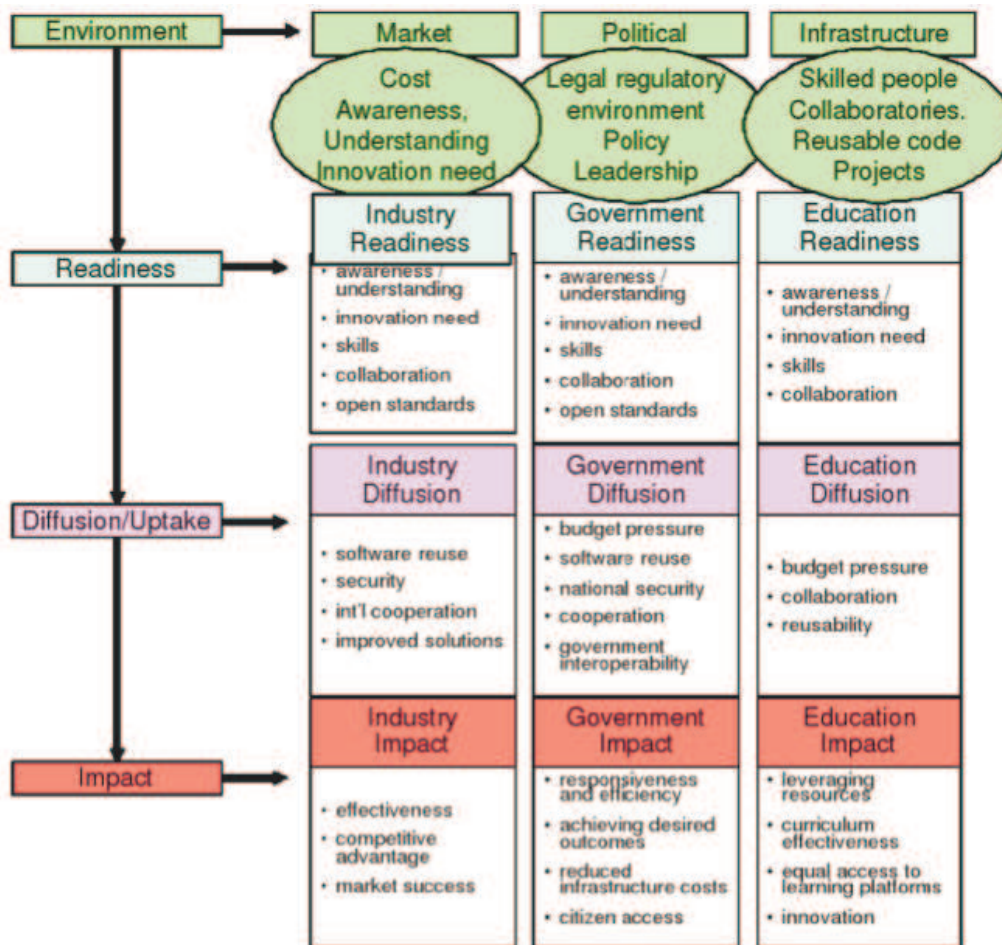 Environment
Market
Political
Infrastructure
Cost
Awareness,
Understanding
Innovation need
Legal regulatory
environment
Policy
Leadership
Skilled people
Collaboratories.
Reusable code
Projects
Readiness
Industry
Readiness
• awareness /
understanding
• innovation need
• skills
• collaboration
• open standards
Government
Readiness
• awareness /
understanding
• innovation need
• skills
• collaboration
• open standards
Education
Readiness
• awareness /
understanding
• innovation need
• skills
• collaboration
Diffusion/Uptake
Industry
Diffusion
• software reuse
• security
• int'l cooperation
• improved solutions
Government
Diffusion
• budget pressure
• software reuse
• national security
• cooperation
• government
interoperability
Education
Diffusion
• budget pressure
• collaboration
• reusability
Impact
Industry
Impact
• effectiveness
• competitive
advantage
• market success
Government
Impact
• responsiveness
and efficiency
• achieving desired
outcomes
• reduced
infrastructure costs
• citizen access
Education
Impact
• leveraging
resources
• curriculum
effectiveness
• equal access to
learning platforms
• innovation